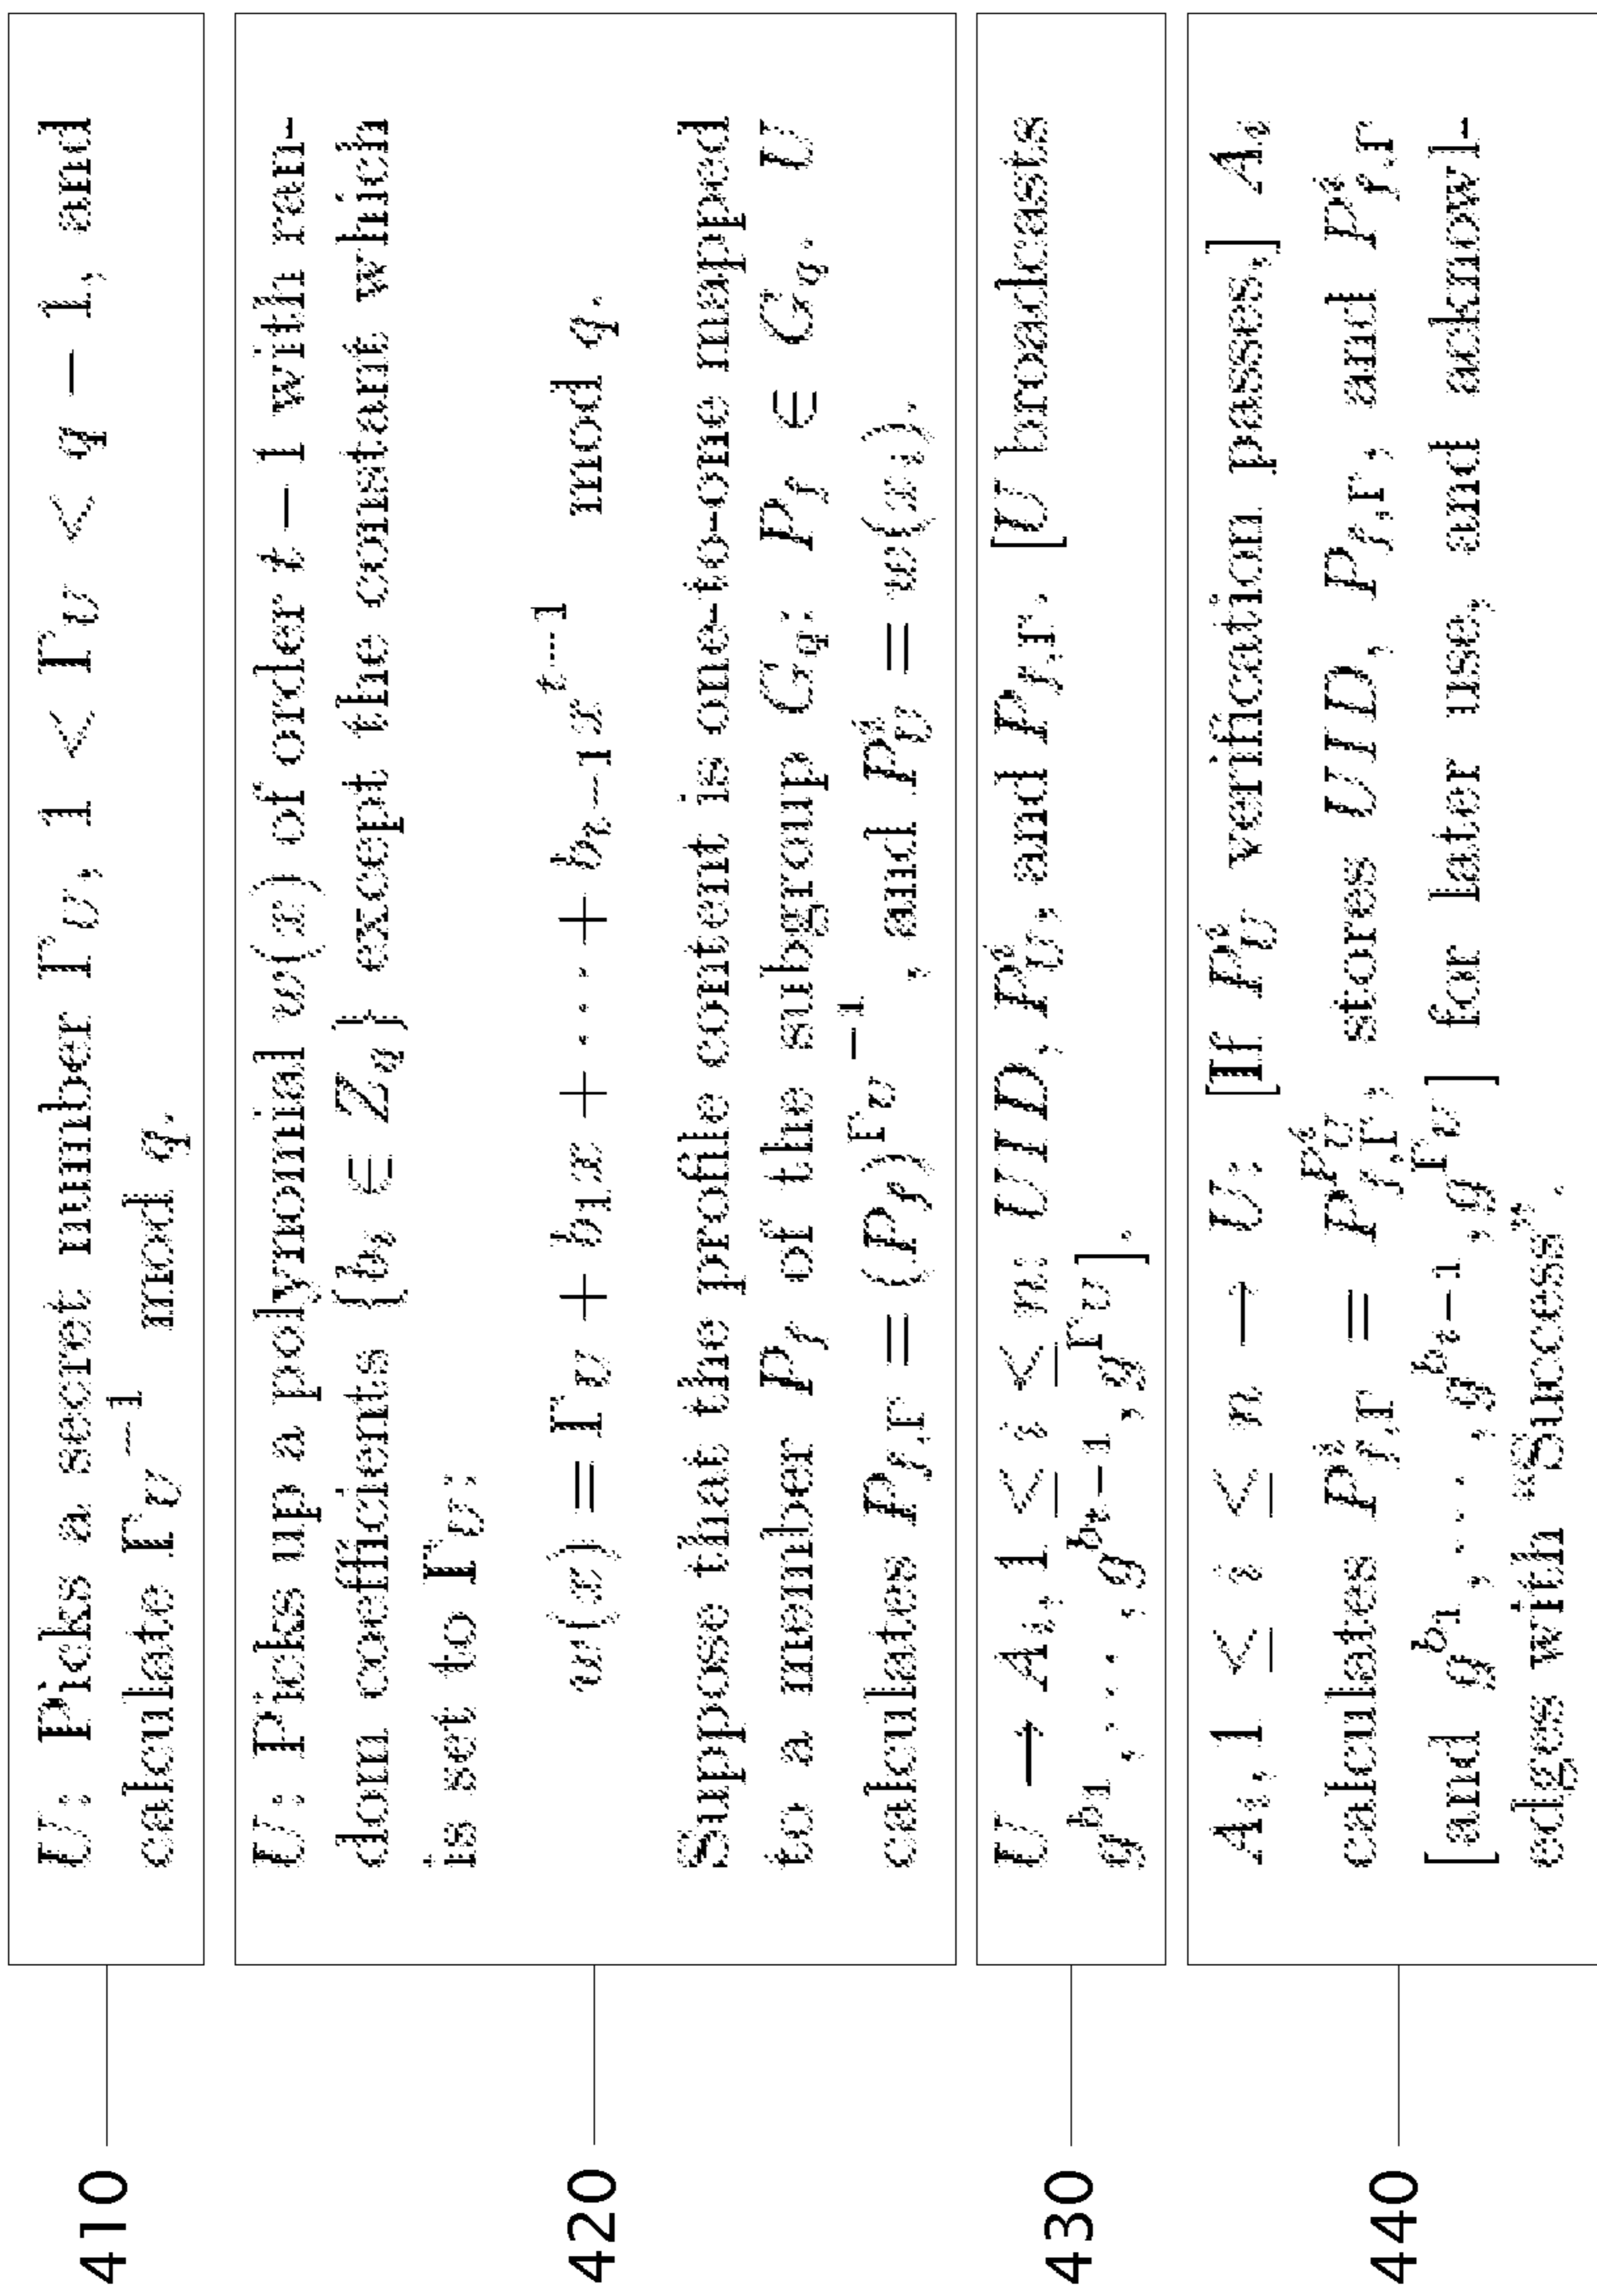 410
U: Picks a secret number Γ_U, 1 < Γ_U < q − 1, and
calculate Γ_U^{−1} mod q.
420
U: Picks up a polynomial w(x) of order t − 1 with ran-
dom coefficients {b_i ∈ Z_q} except the constant which
is set to Γ_U:
w(x) = Γ_U + b_1x + ··· + b_{t−1}x^{t−1} mod q.
Suppose that the profile content is one-to-one mapped
to a member P_f of the subgroup G_q: P_f ∈ G_q. U
calculates P_{f,Γ} = (P_f)^{Γ_U^{−1}}, and P_U^i = w(x_i).
430
U → A_i, 1 ≤ i ≤ n: UID, P_U^i, and P_{f,Γ}. [U broadcasts
g^{b_1}, ..., g^{b_{t−1}}, g^{Γ_U}].
440
A_i, 1 ≤ i ≤ n → U: [If P_U^i verification passes,] A_i
calculates P_{f,Γ}^i = P_{f,Γ}^{P_U^i}, stores UID, P_{f,Γ}, and P_{f,Γ}^i
[and g^{b_1}, ..., g^{b_{t−1}}, g^{Γ_U}] for later use, and acknowl-
edges with "Success".